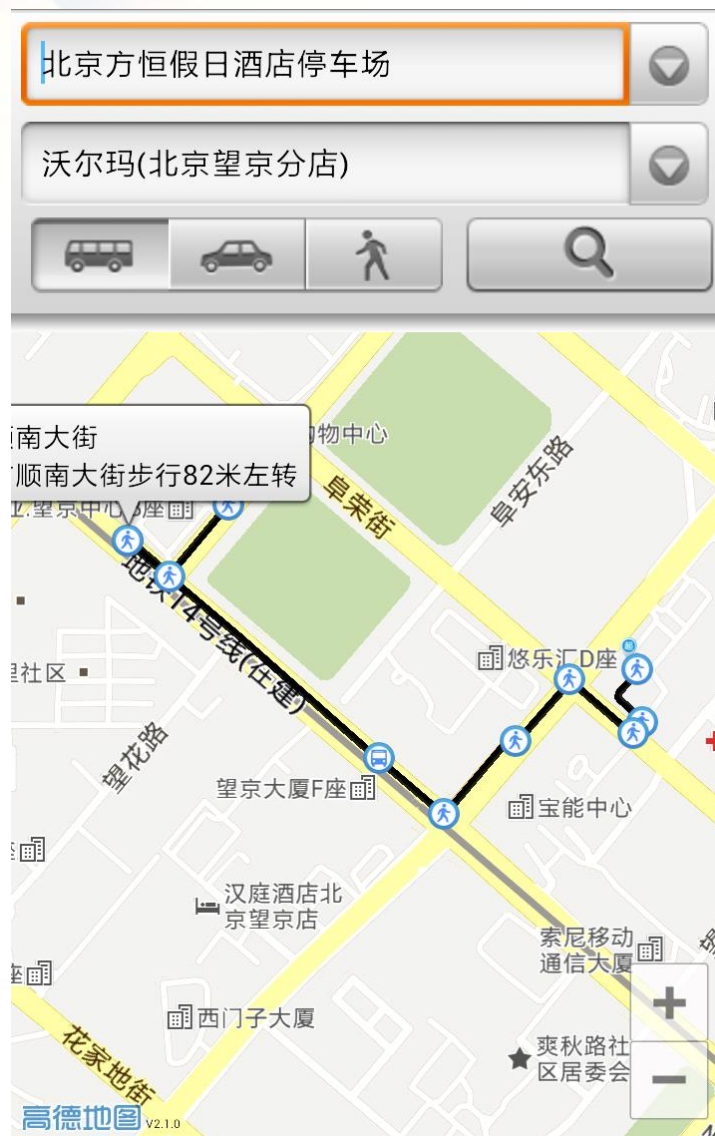 北京方恒假日酒店停车场
沃尔玛(北京望京分店)
南大街
顺南大街步行82米左转
物中心
阜荣街
阜安东路
望京中心
座
地铁14号线(在建)
悠乐汇D座
社区
望花路
望京大厦F座
宝能中心
汉庭酒店北
京望京店
索尼移动
通信大厦
座
西门子大厦
爽秋路社
区居委会
花家地街
高德地图 V2.1.0